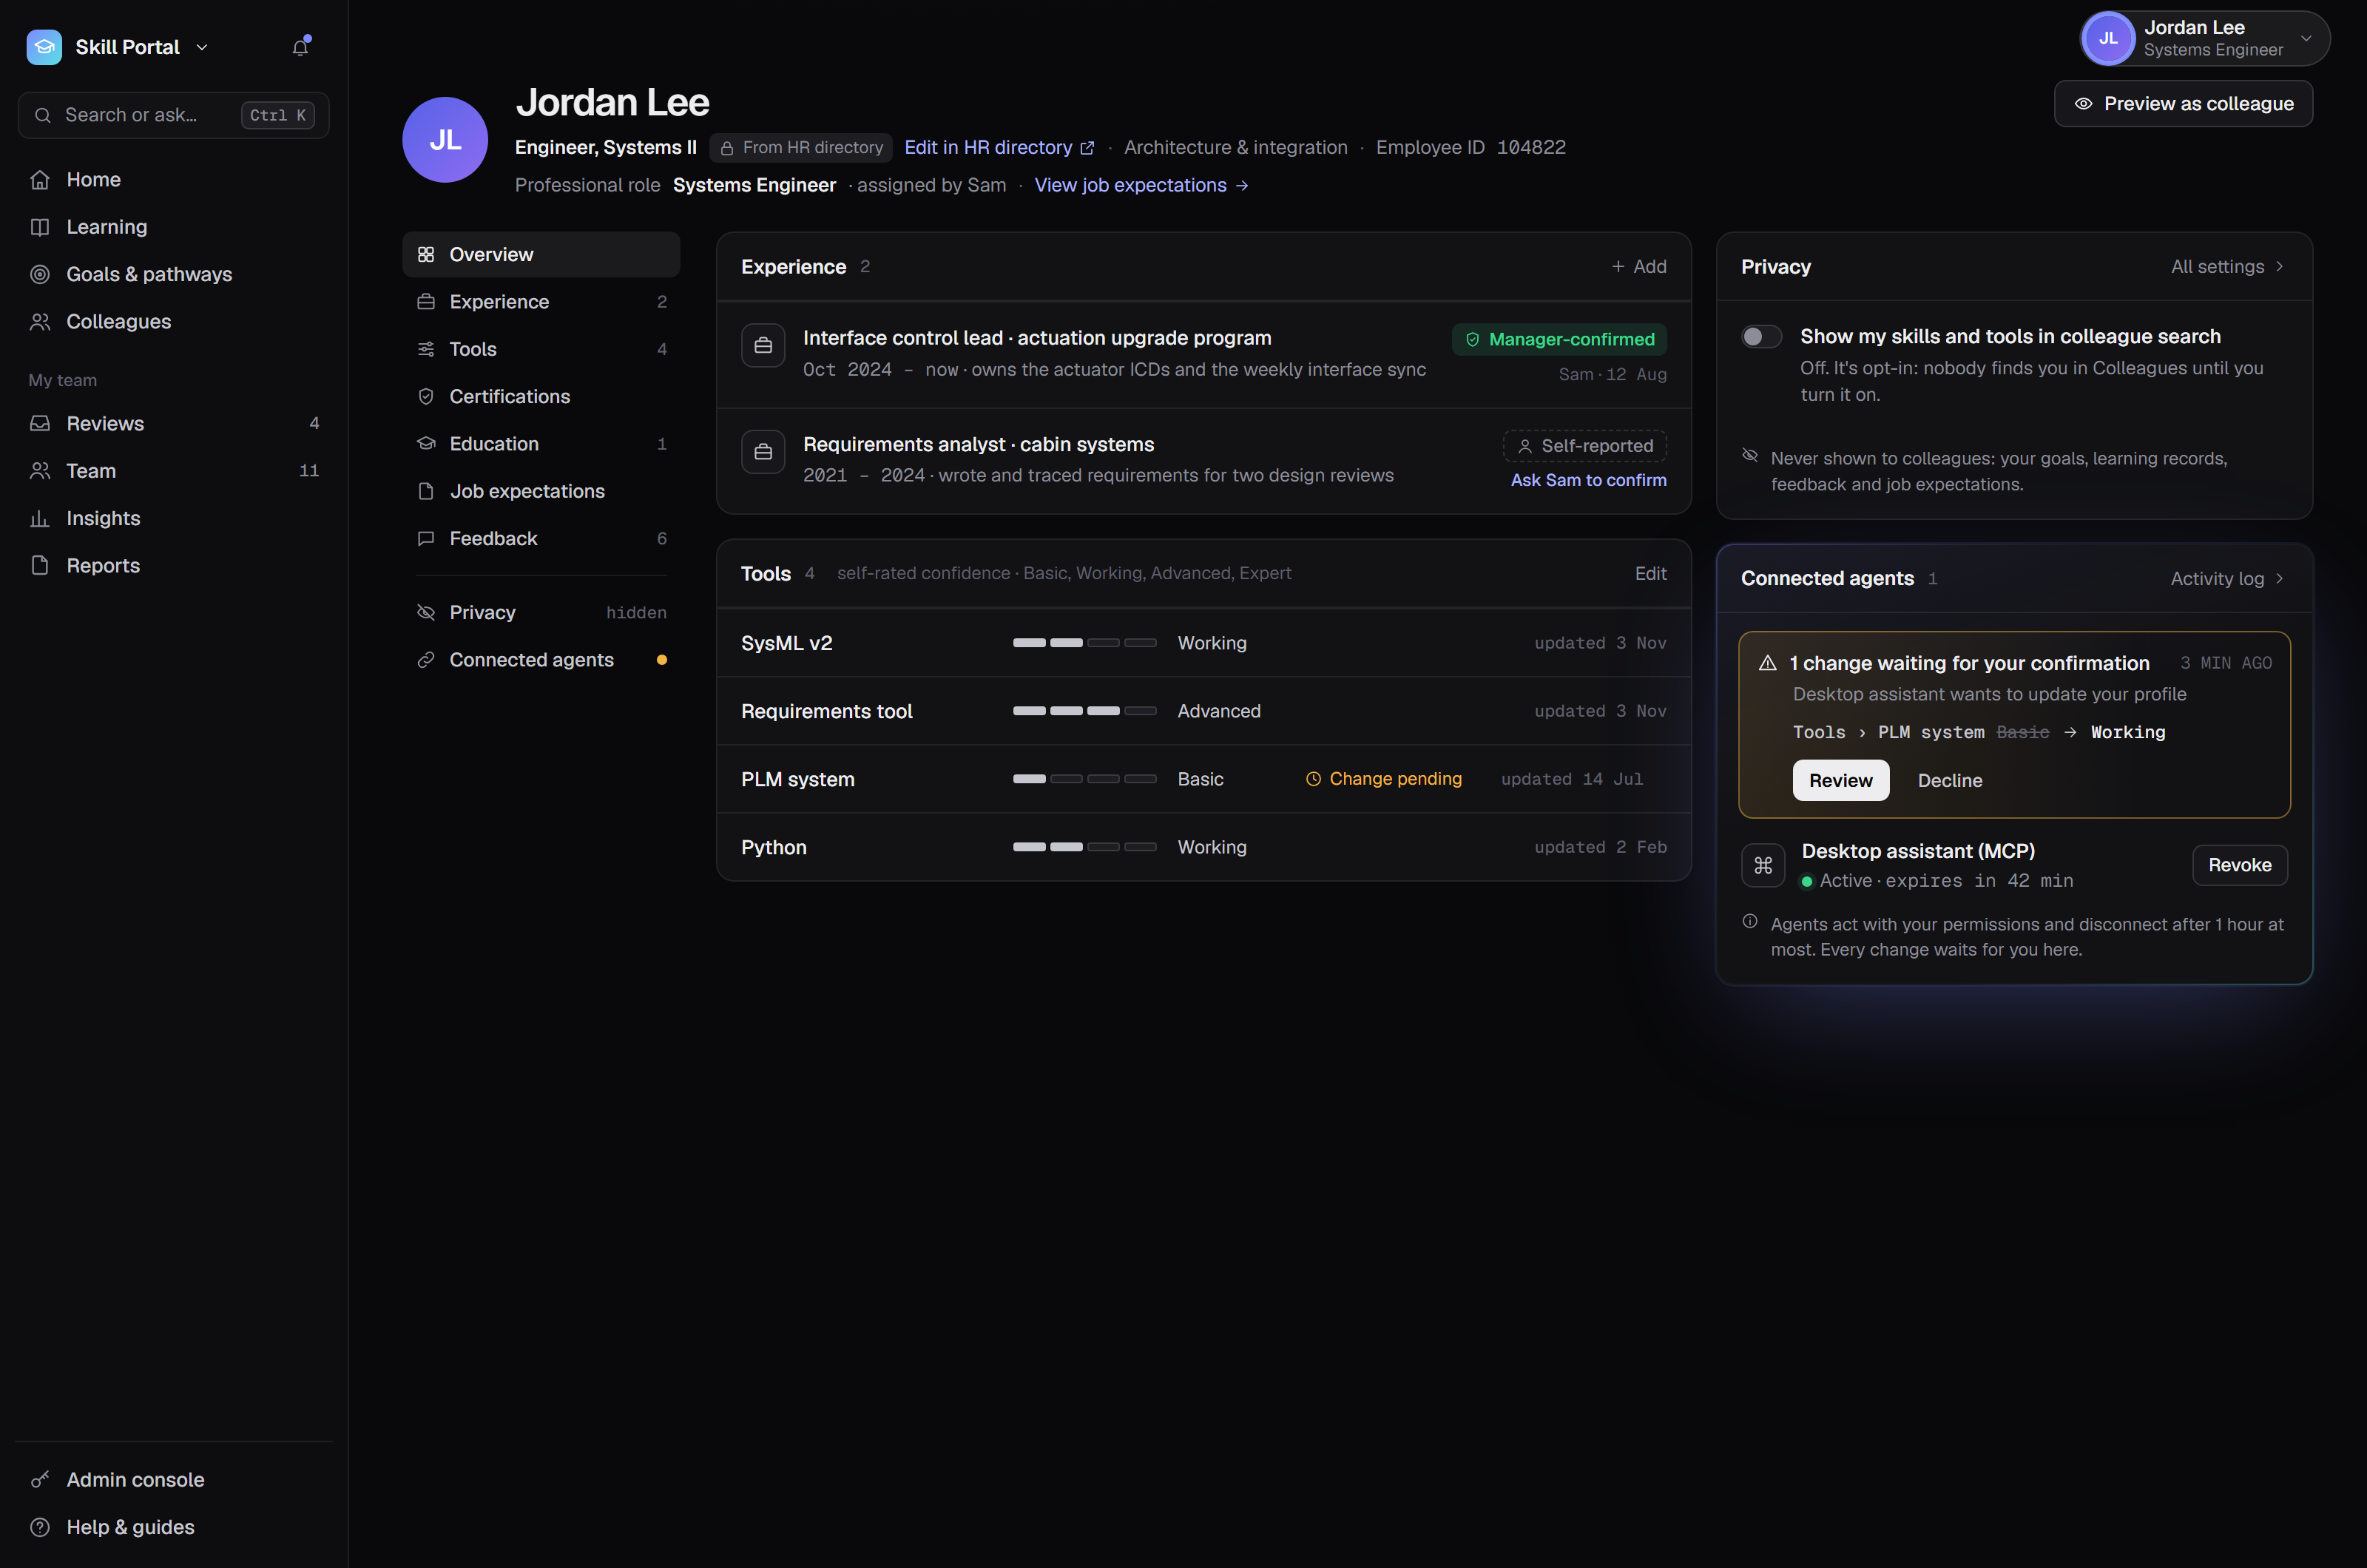 Skill Portal
Search or ask... Ctrl K
Home
Learning
Goals & pathways
Colleagues
My team
Reviews 4
Team 11
Insights
Reports
Admin console
Help & guides
JL Jordan Lee
Systems Engineer
Preview as colleague
JL
Jordan Lee
Engineer, Systems II From HR directory Edit in HR directory · Architecture & integration · Employee ID 104822
Professional role Systems Engineer · assigned by Sam · View job expectations →
Overview
Experience 2
Tools 4
Certifications
Education 1
Job expectations
Feedback 6
Privacy hidden
Connected agents
Experience 2 + Add
Interface control lead · actuation upgrade program Manager-confirmed
Oct 2024 – now · owns the actuator ICDs and the weekly interface sync Sam · 12 Aug
Requirements analyst · cabin systems Self-reported
2021 – 2024 · wrote and traced requirements for two design reviews Ask Sam to confirm
Tools 4 self-rated confidence · Basic, Working, Advanced, Expert Edit
SysML v2 Working updated 3 Nov
Requirements tool Advanced updated 3 Nov
PLM system Basic Change pending updated 14 Jul
Python Working updated 2 Feb
Privacy All settings >
Show my skills and tools in colleague search
Off. It's opt-in: nobody finds you in Colleagues until you
turn it on.
Never shown to colleagues: your goals, learning records,
feedback and job expectations.
Connected agents 1 Activity log >
1 change waiting for your confirmation 3 MIN AGO
Desktop assistant wants to update your profile
Tools › PLM system Basic → Working
Review Decline
Desktop assistant (MCP)
Active · expires in 42 min
Revoke
Agents act with your permissions and disconnect after 1 hour at
most. Every change waits for you here.